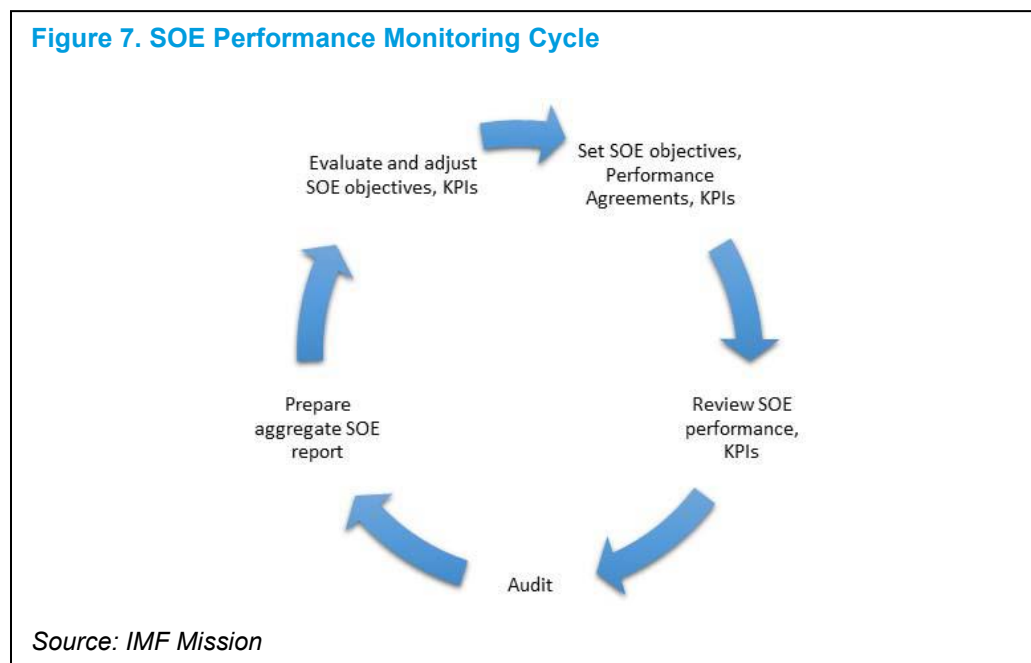 Figure 7. SOE Performance Monitoring Cycle
Evaluate and adjust
SOE objectives, KPIs
Set SOE objectives,
Performance
Agreements, KPIs
Review SOE
performance,
KPIs
Audit
Prepare
aggregate SOE
report
Source: IMF Mission